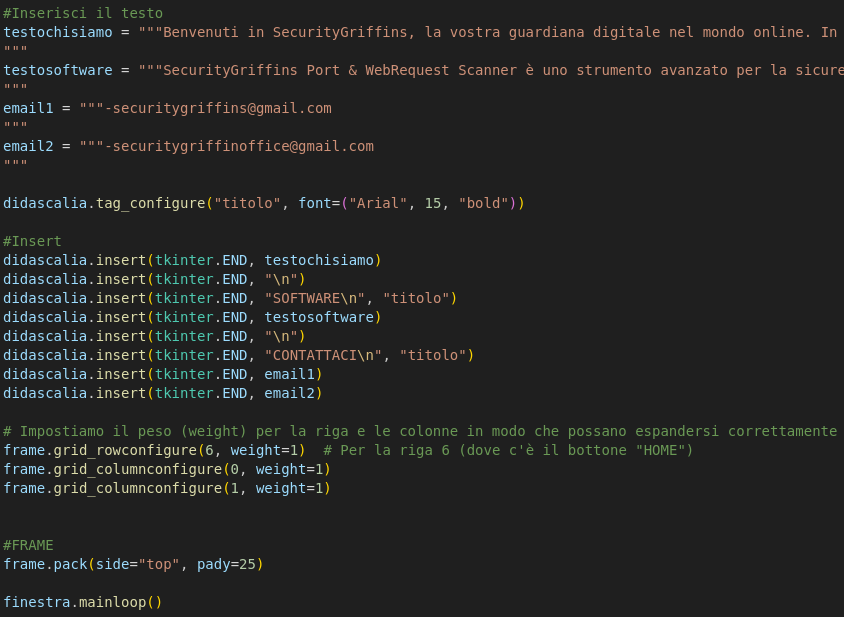 #Inserisci il testo
testochisiamo = """Benvenuti in SecurityGriffins, la vostra guardiana digitale nel mondo online. In
"""
testosoftware = """SecurityGriffins Port & WebRequest Scanner è uno strumento avanzato per la sicure
"""
email1 = """-securitygriffins@gmail.com
"""
email2 = """-securitygriffinoffice@gmail.com
"""
didascalia.tag_configure("titolo", font=("Arial", 15, "bold"))
#Insert
didascalia.insert(tkinter.END, testochisiamo)
didascalia.insert(tkinter.END, "\n")
didascalia.insert(tkinter.END, "SOFTWARE\n", "titolo")
didascalia.insert(tkinter.END, testosoftware)
didascalia.insert(tkinter.END, "\n")
didascalia.insert(tkinter.END, "CONTATTACI\n", "titolo")
didascalia.insert(tkinter.END, email1)
didascalia.insert(tkinter.END, email2)
# Impostiamo il peso (weight) per la riga e le colonne in modo che possano espandersi correttamente
frame.grid_rowconfigure(6, weight=1)  # Per la riga 6 (dove c'è il bottone "HOME")
frame.grid_columnconfigure(0, weight=1)
frame.grid_columnconfigure(1, weight=1)
#FRAME
frame.pack(side="top", pady=25)
finestra.mainloop()